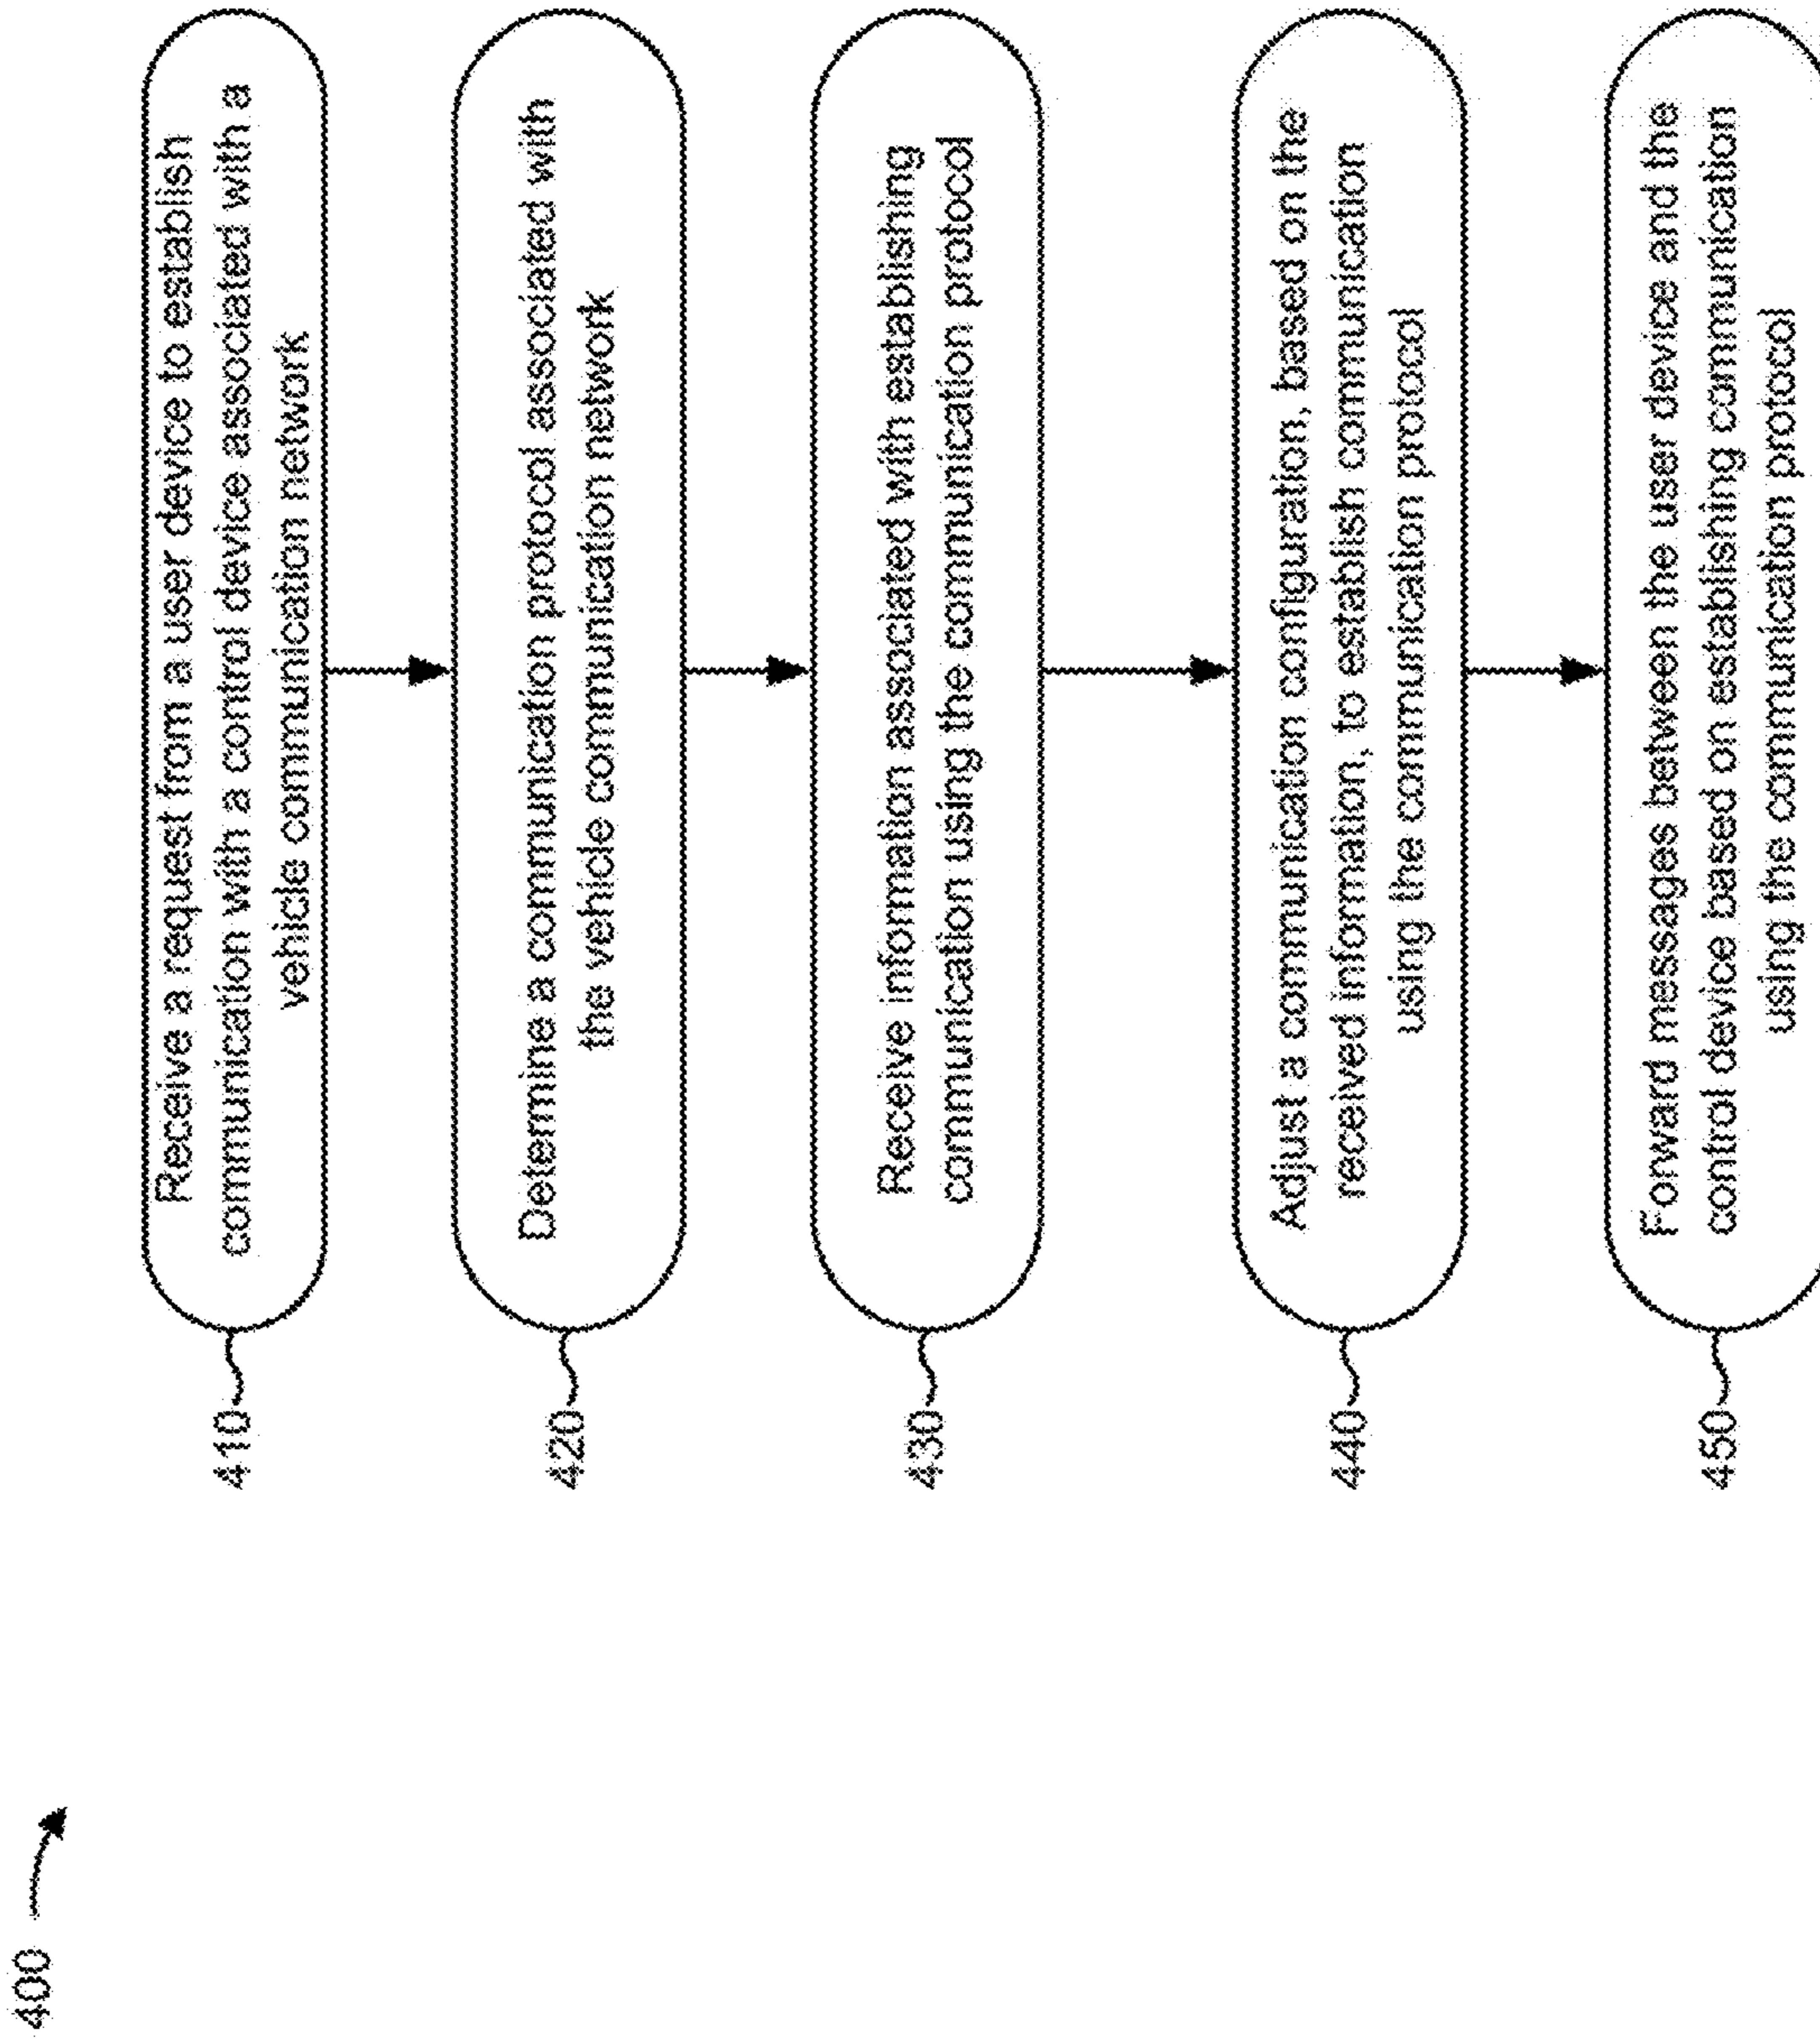 400
410
Receive a request from a user device to establish
communication with a control device associated with a
vehicle communication network
420
Determine a communication protocol associated with
the vehicle communication network
430
Receive information associated with establishing
communication using the communication protocol
440
Adjust a communication configuration, based on the
received information, to establish communication
using the communication protocol
450
Forward messages between the user device and the
control device based on establishing communication
using the communication protocol